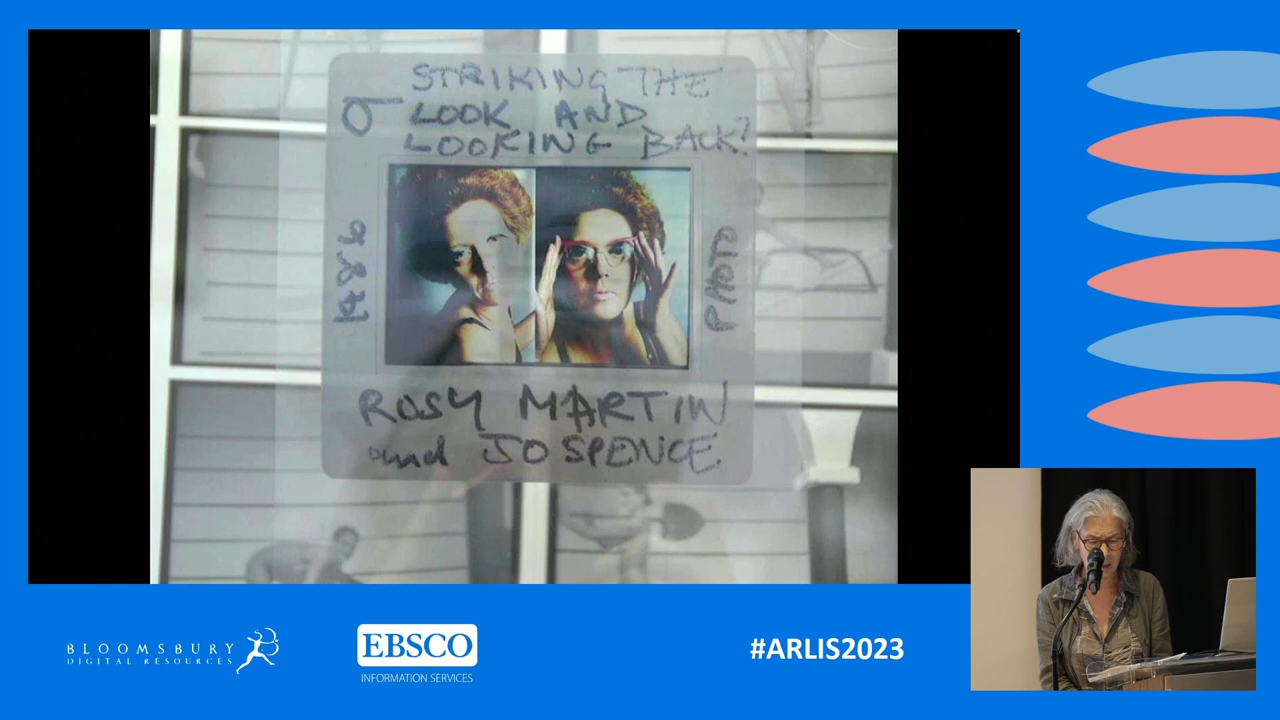 STRIKING THE
LOOK AND
LOOKING BACK?
1986
PHOTO
ROSY MARTIN
and JO SPENCE
BLOOMSBURY
DIGITAL RESOURCES
EBSCO
INFORMATION SERVICES
#ARLIS2023